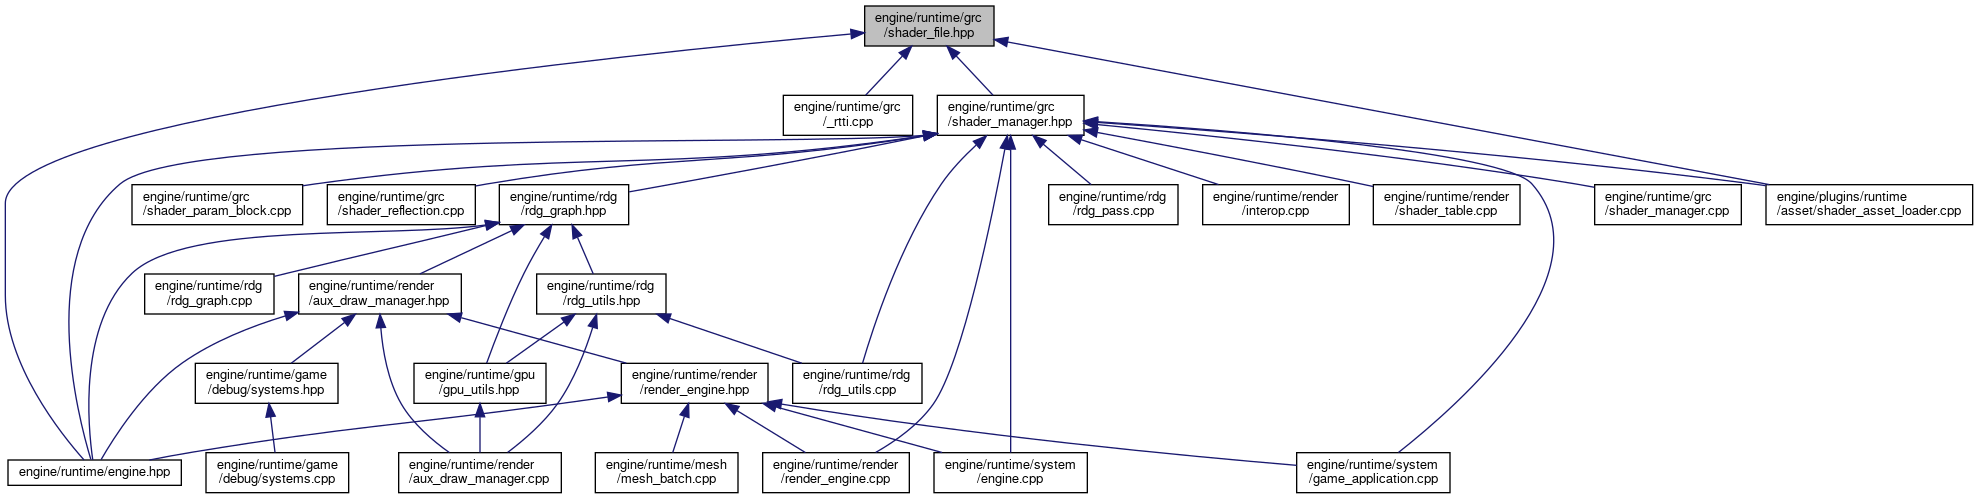 engine/runtime/grc
/shader_file.hpp
engine/runtime/grc
/_rtti.cpp
engine/runtime/grc
/shader_manager.hpp
engine/runtime/grc
/shader_param_block.cpp
engine/runtime/grc
/shader_reflection.cpp
engine/runtime/rdg
/rdg_graph.hpp
engine/runtime/rdg
/rdg_pass.cpp
engine/runtime/render
/interop.cpp
engine/runtime/render
/shader_table.cpp
engine/runtime/grc
/shader_manager.cpp
engine/plugins/runtime
/asset/shader_asset_loader.cpp
engine/runtime/rdg
/rdg_graph.cpp
engine/runtime/render
/aux_draw_manager.hpp
engine/runtime/rdg
/rdg_utils.hpp
engine/runtime/game
/debug/systems.hpp
engine/runtime/gpu
/gpu_utils.hpp
engine/runtime/render
/render_engine.hpp
engine/runtime/rdg
/rdg_utils.cpp
engine/runtime/engine.hpp
engine/runtime/game
/debug/systems.cpp
engine/runtime/render
/aux_draw_manager.cpp
engine/runtime/mesh
/mesh_batch.cpp
engine/runtime/render
/render_engine.cpp
engine/runtime/system
/engine.cpp
engine/runtime/system
/game_application.cpp